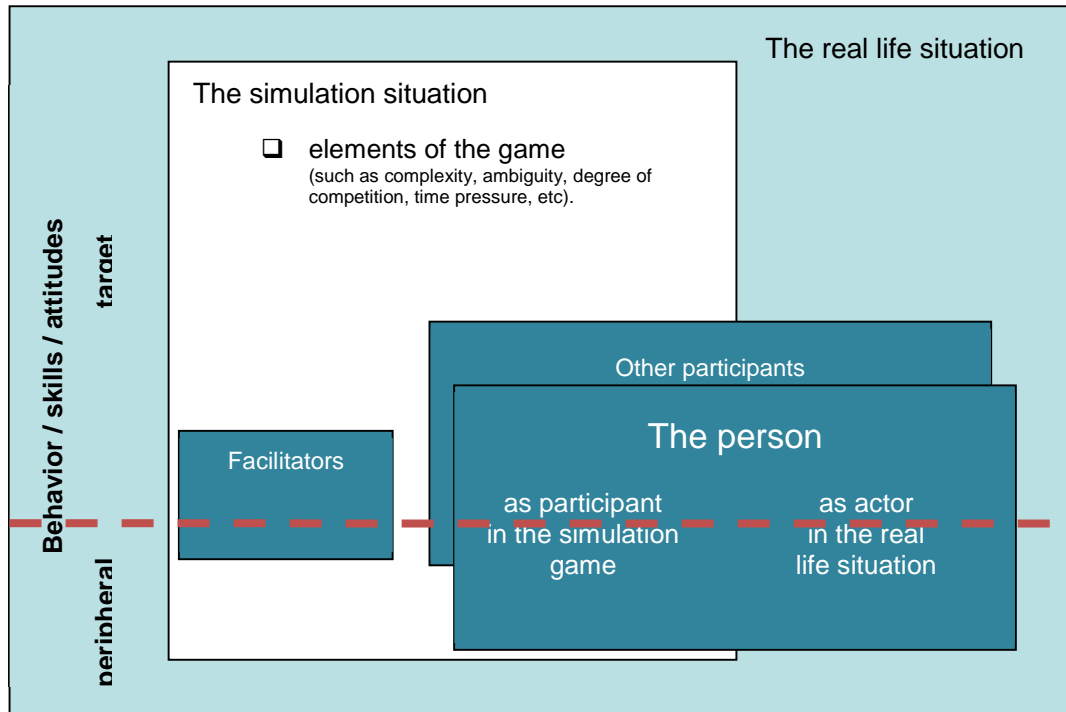 The real life situation
The simulation situation
❑ elements of the game
(such as complexity, ambiguity, degree of
competition, time pressure, etc).
Behavior / skills / attitudes
target
peripheral
Other participants
The person
Facilitators
as participant
in the simulation
game
as actor
in the real
life situation